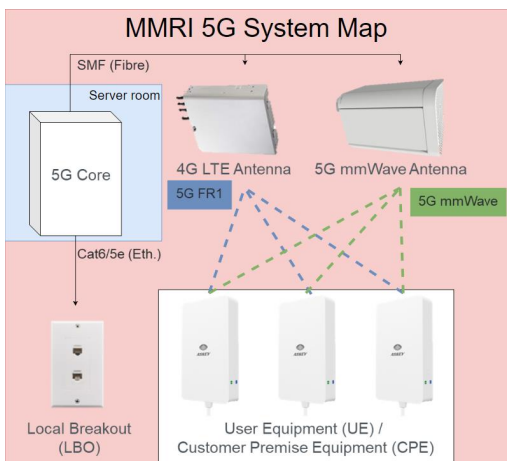 MMRI 5G System Map
SMF (Fibre)
Server room
5G Core
4G LTE Antenna
5G mmWave Antenna
5G FR1
5G mmWave
Cat6/5e (Eth.)
Local Breakout
(LBO)
User Equipment (UE) /
Customer Premise Equipment (CPE)